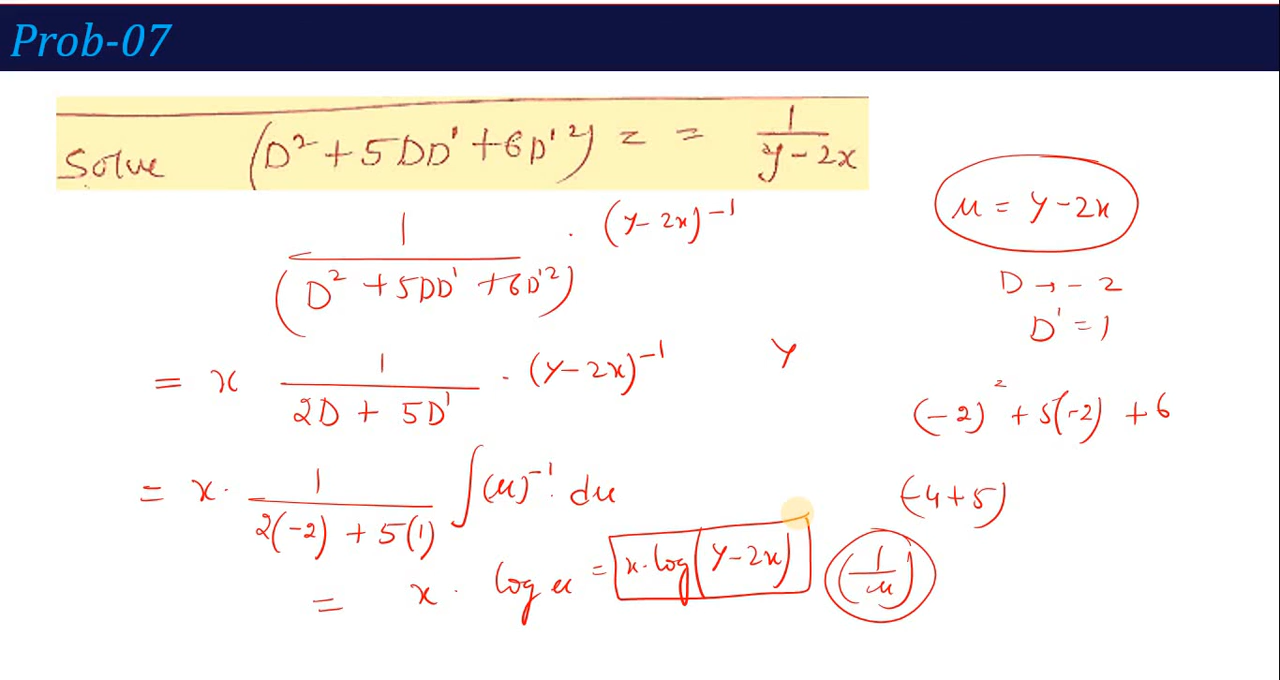 Prob-07
Solve (D² + 5DD' + 6D'²) z = 1/(y-2x)
1/(D² + 5DD' + 6D'²) · (y-2x)⁻¹
u = y-2x
D → -2
D' = 1
= x 1/(2D + 5D') · (y-2x)⁻¹ y
(-2)² + 5(-2) + 6
= x · 1/(2(-2) + 5(1)) ∫(u)⁻¹ · du
(-4+5)
= x · log u = x · log(y-2x) (1/u)